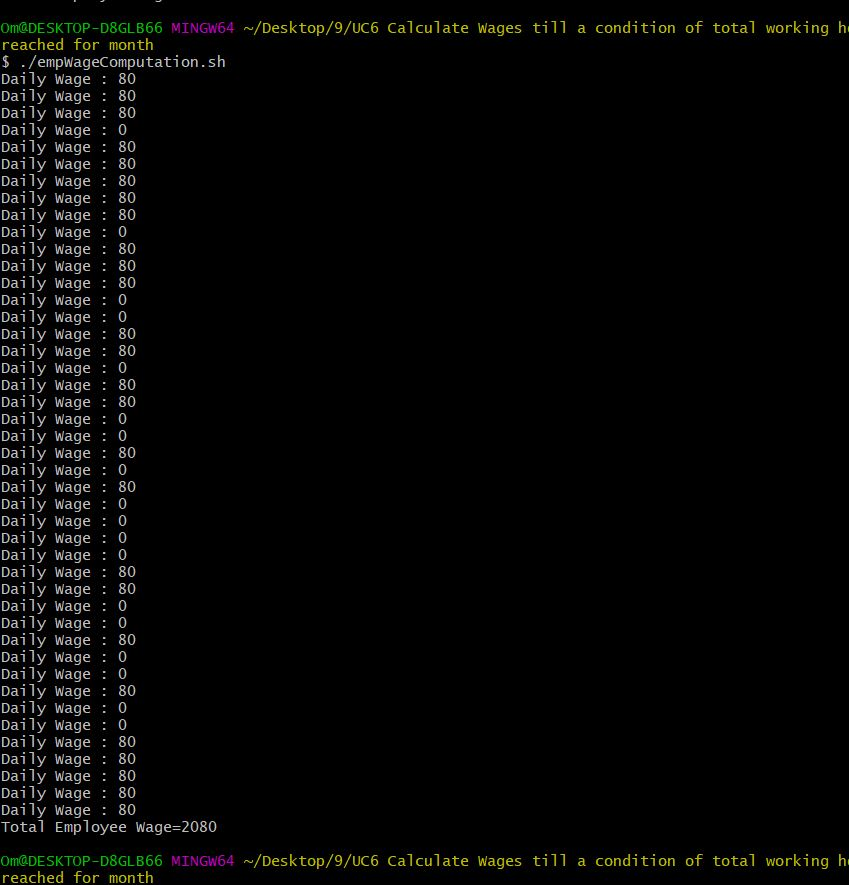 Om@DESKTOP-D8GLB66 MINGW64 ~/Desktop/9/UC6 Calculate Wages till a condition of total working
reached for month
$ ./empWageComputation.sh
Daily Wage : 80
Daily Wage : 80
Daily Wage : 80
Daily Wage : 0
Daily Wage : 80
Daily Wage : 80
Daily Wage : 80
Daily Wage : 80
Daily Wage : 80
Daily Wage : 0
Daily Wage : 80
Daily Wage : 80
Daily Wage : 80
Daily Wage : 0
Daily Wage : 0
Daily Wage : 80
Daily Wage : 80
Daily Wage : 0
Daily Wage : 80
Daily Wage : 80
Daily Wage : 0
Daily Wage : 0
Daily Wage : 80
Daily Wage : 0
Daily Wage : 80
Daily Wage : 0
Daily Wage : 0
Daily Wage : 0
Daily Wage : 0
Daily Wage : 80
Daily Wage : 80
Daily Wage : 0
Daily Wage : 0
Daily Wage : 80
Daily Wage : 0
Daily Wage : 0
Daily Wage : 80
Daily Wage : 0
Daily Wage : 0
Daily Wage : 80
Daily Wage : 80
Daily Wage : 80
Daily Wage : 80
Daily Wage : 80
Total Employee Wage=2080
Om@DESKTOP-D8GLB66 MINGW64 ~/Desktop/9/UC6 Calculate Wages till a condition of total working
reached for month